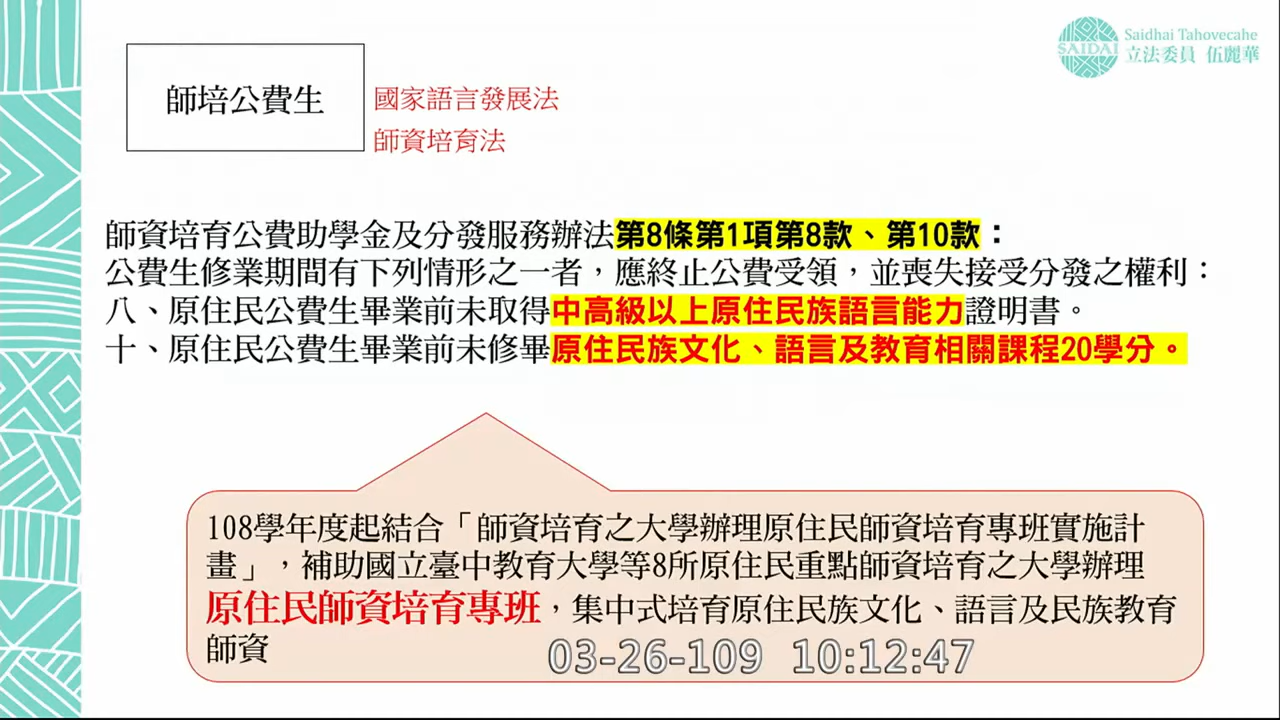 Saidhai Tahovecahe
SAIDAI
立法委員 伍麗華
師培公費生
國家語言發展法
師資培育法
師資培育公費助學金及分發服務辦法第8條第1項第8款、第10款：
公費生修業期間有下列情形之一者，應終止公費受領，並喪失接受分發之權利：
八、原住民公費生畢業前未取得中高級以上原住民族語言能力證明書。
十、原住民公費生畢業前未修畢原住民族文化、語言及教育相關課程20學分。
108學年度起結合「師資培育之大學辦理原住民師資培育專班實施計
畫」，補助國立臺中教育大學等8所原住民重點師資培育之大學辦理
原住民師資培育專班，集中式培育原住民族文化、語言及民族教育
師資
03-26-109 10:12:47